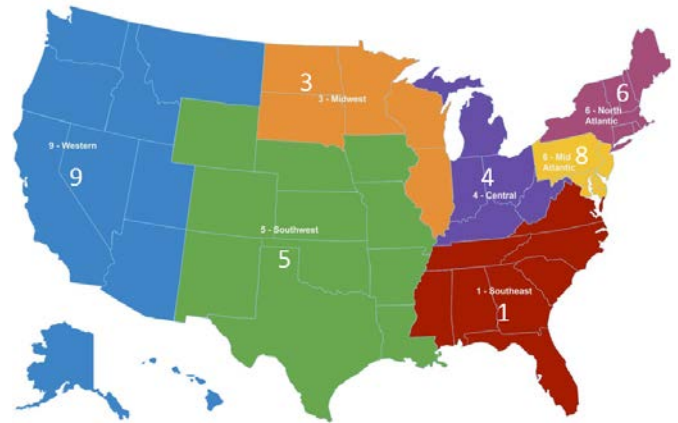 3
3 - Midwest
6
6 - North
Atlantic
9 - Western
9
8
8 - Mid
Atlantic
4
4 - Central
5 - Southwest
5
1 - Southeast
1